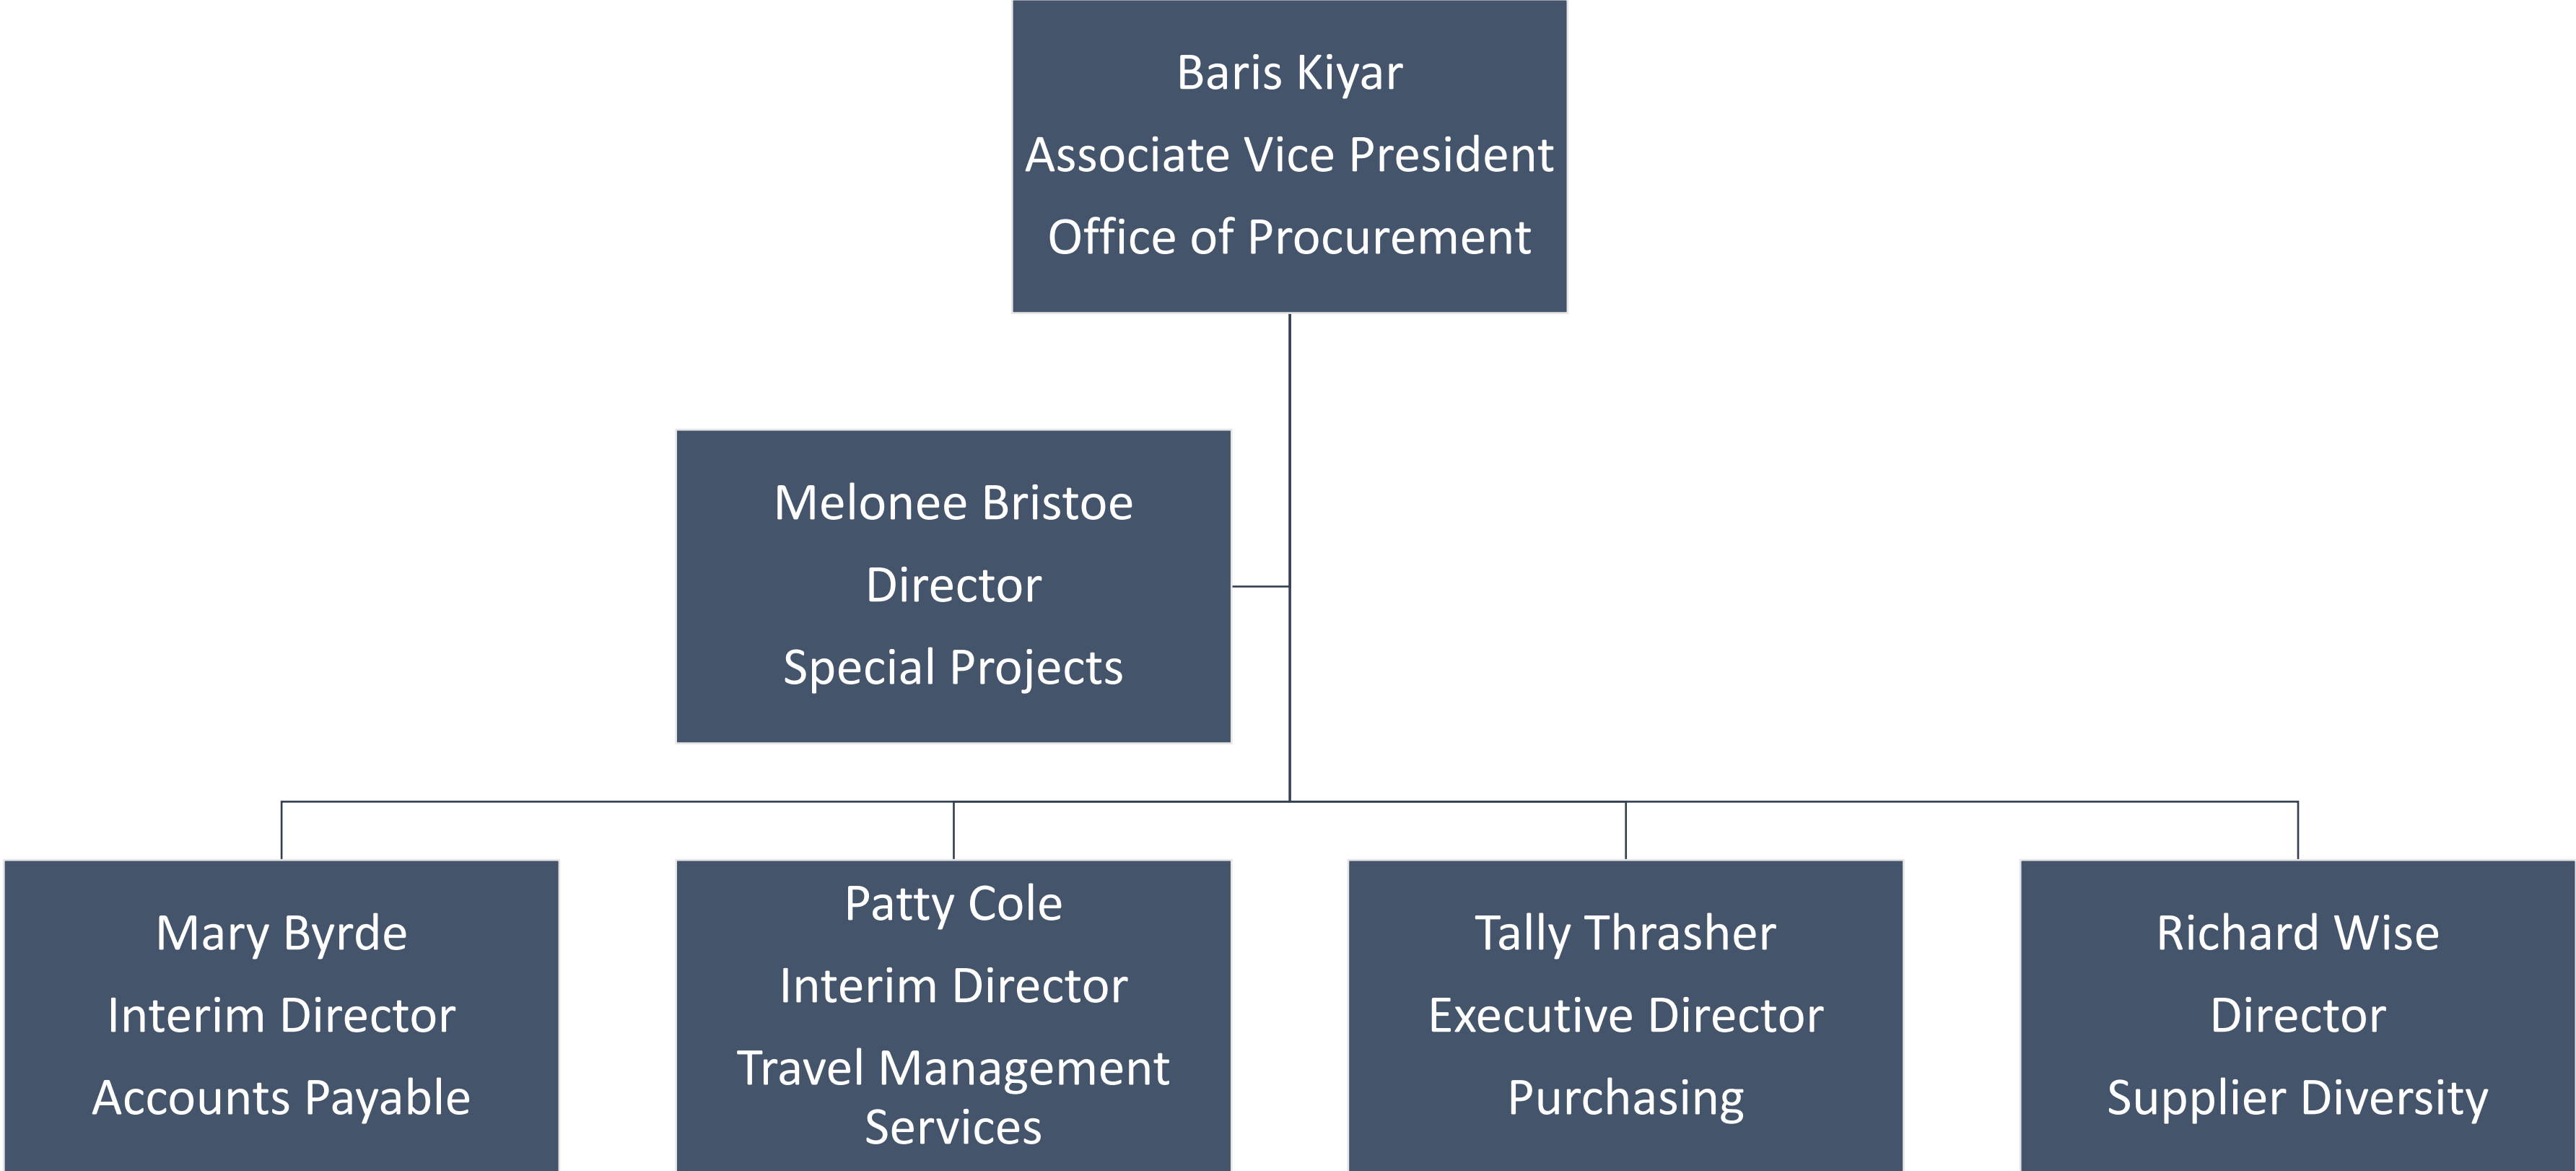 Baris Kiyar
Associate Vice President
Office of Procurement
Melonee Bristoe
Director
Special Projects
Mary Byrde
Interim Director
Accounts Payable
Patty Cole
Interim Director
Travel Management
Services
Tally Thrasher
Executive Director
Purchasing
Richard Wise
Director
Supplier Diversity